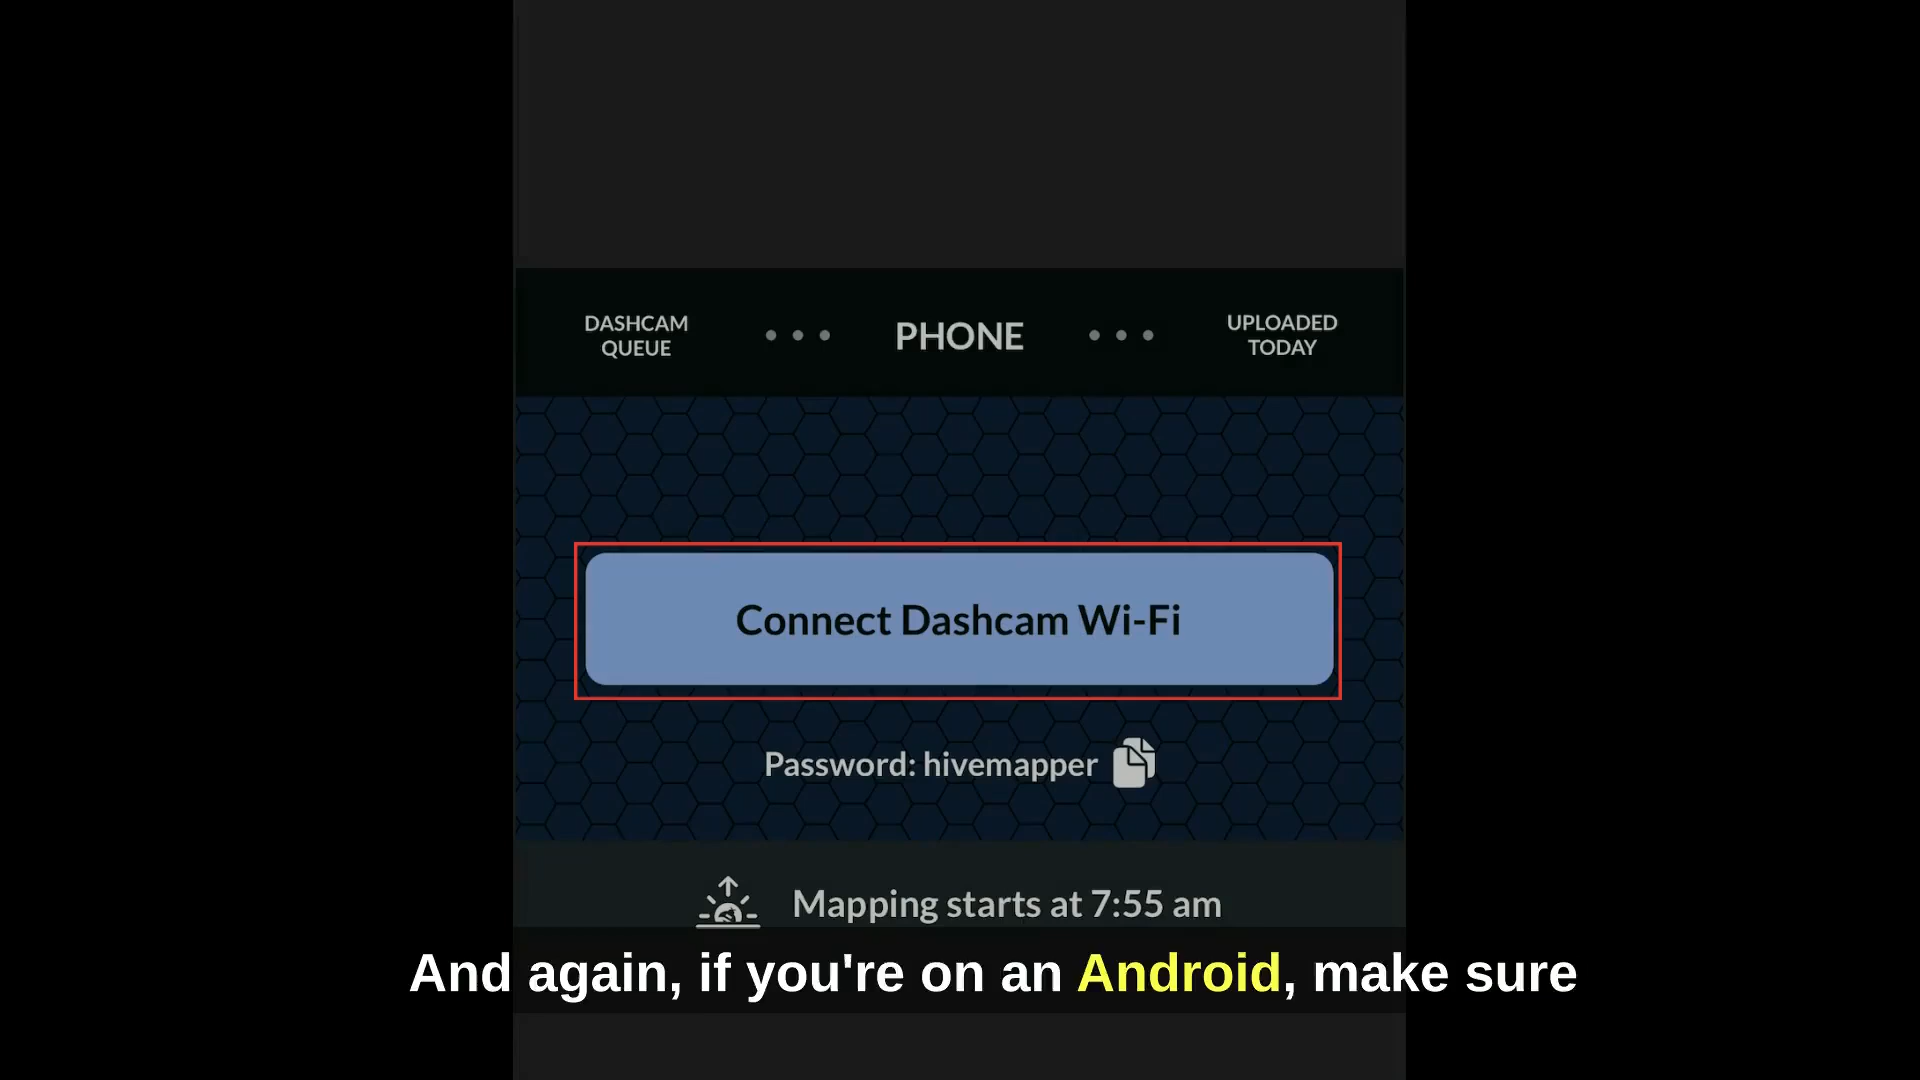 DASHCAM
QUEUE
PHONE
UPLOADED
TODAY
Connect Dashcam Wi-Fi
Password: hivemapper
Mapping starts at 7:55 am
And again, if you're on an Android, make sure